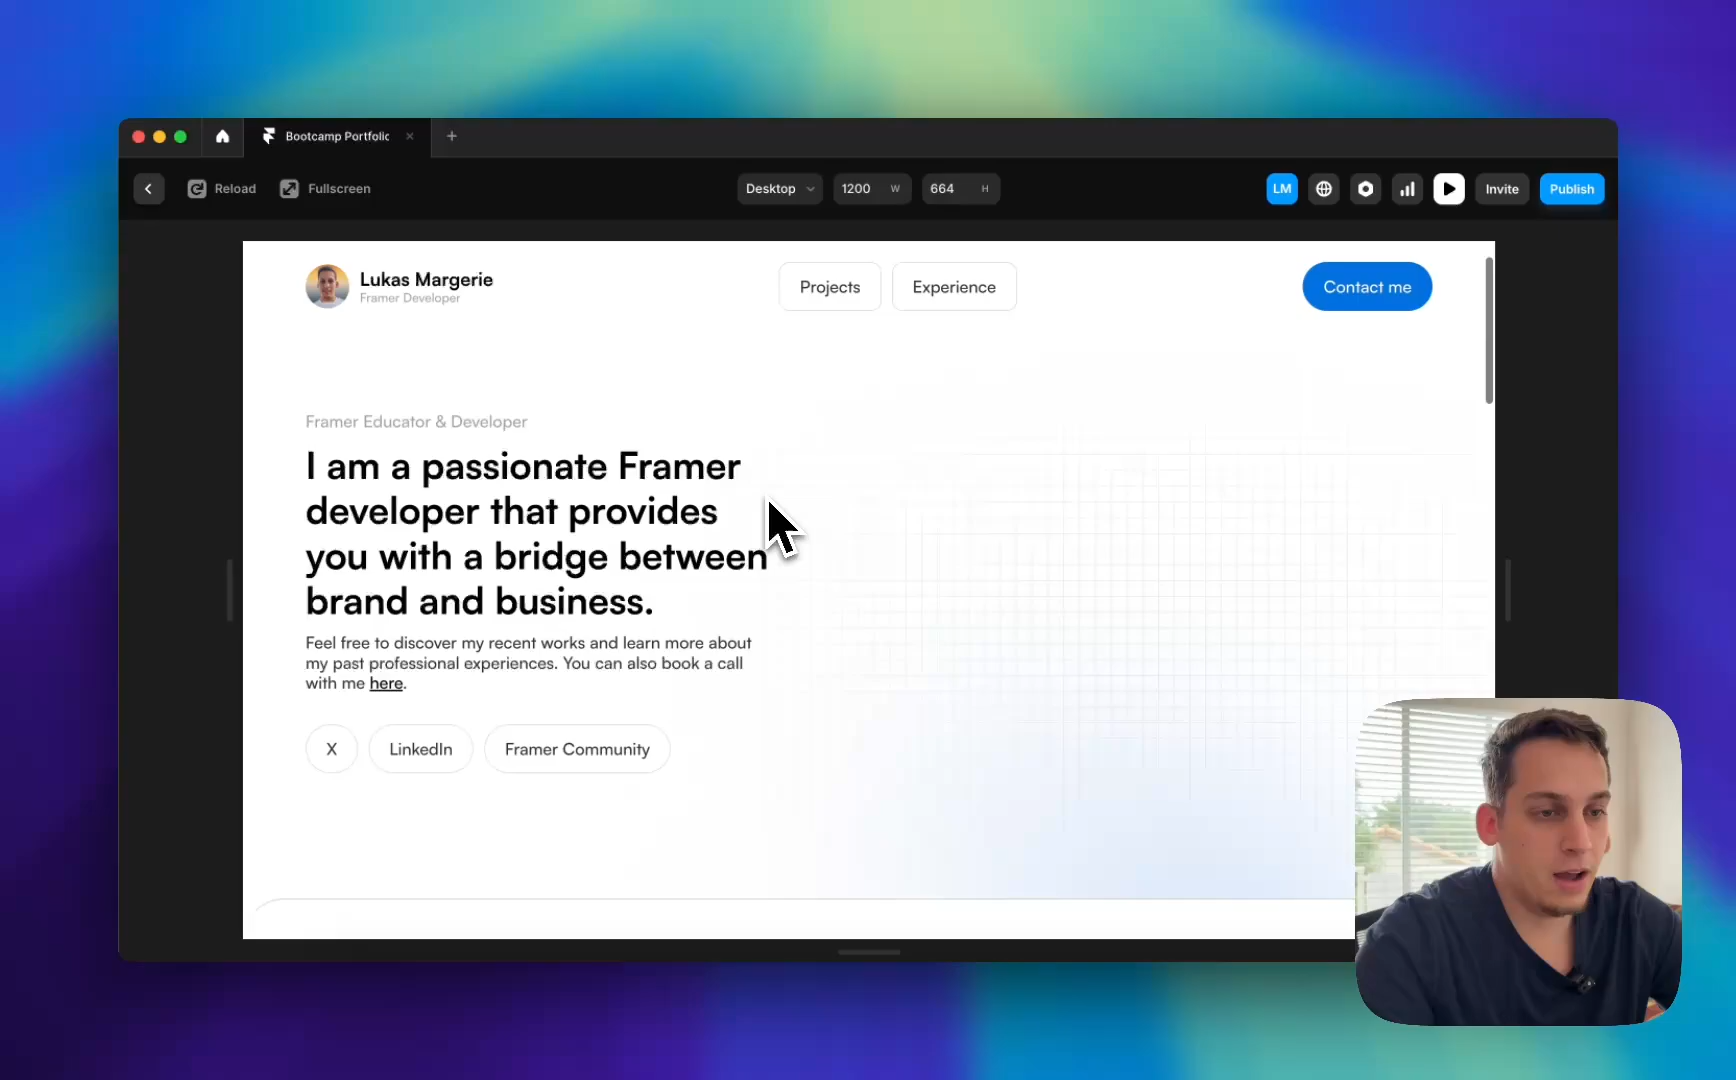 Bootcamp Portfolio
Reload
Fullscreen
Desktop
1200 W
664 H
LM
Invite
Publish
Lukas Margerie
Framer Developer
Projects
Experience
Contact me
Framer Educator & Developer
I am a passionate Framer
developer that provides
you with a bridge between
brand and business.
Feel free to discover my recent works and learn more about
my past professional experiences. You can also book a call
with me here.
X
LinkedIn
Framer Community